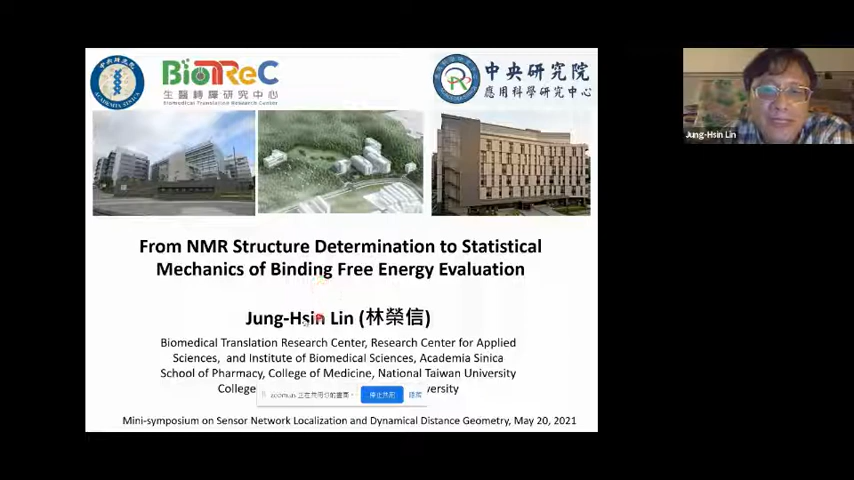 BioTReC
生醫轉譯研究中心
Biomedical Translation Research Center
中央研究院
應用科學研究中心
Jung-Hsin Lin
From NMR Structure Determination to Statistical
Mechanics of Binding Free Energy Evaluation
Jung-Hsin Lin (林榮信)
Biomedical Translation Research Center, Research Center for Applied
Sciences, and Institute of Biomedical Sciences, Academia Sinica
School of Pharmacy, College of Medicine, National Taiwan University
College
停止共用
隱藏
Mini-symposium on Sensor Network Localization and Dynamical Distance Geometry, May 20, 2021